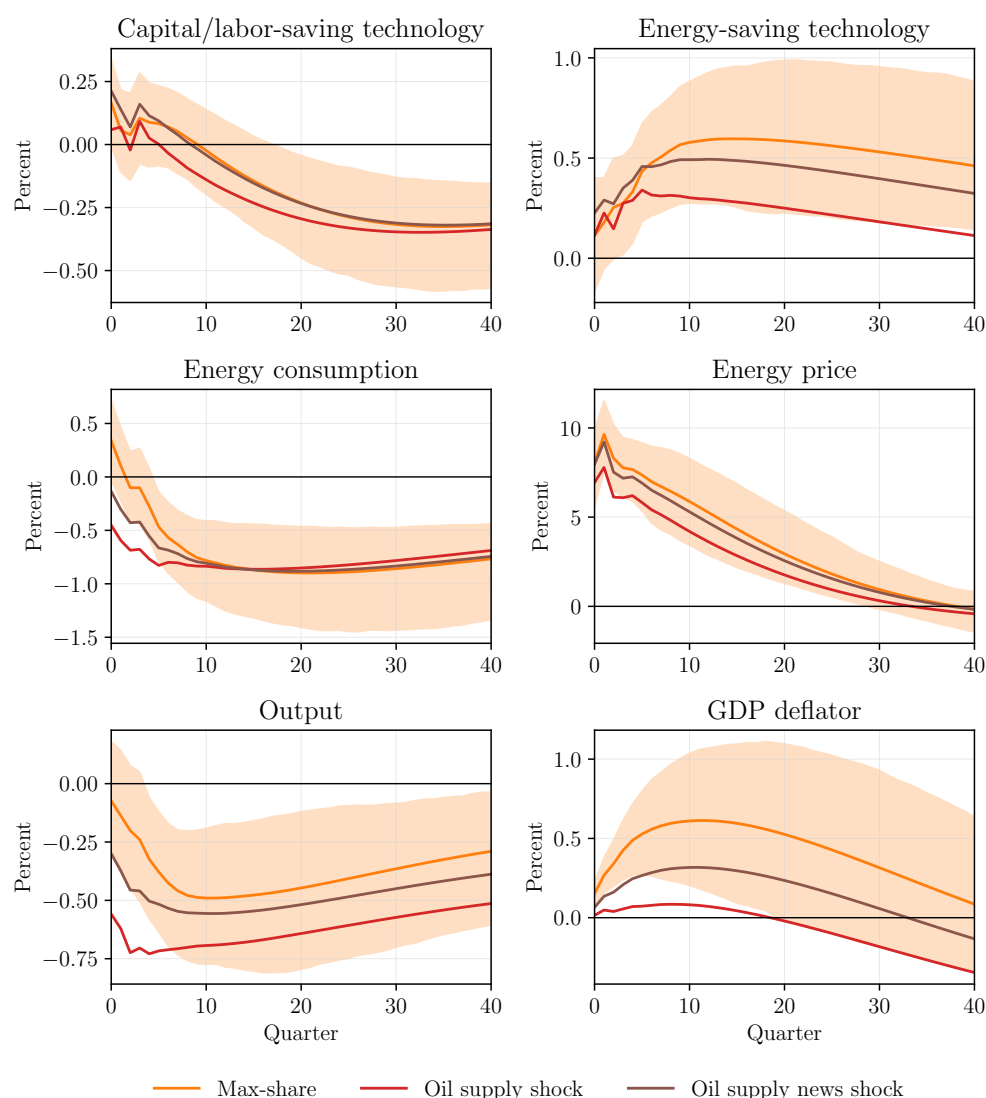 Capital/labor-saving technology
Energy-saving technology
Percent
0.25
0.00
−0.25
−0.50
0 10 20 30 40
Percent
1.0
0.5
0.0
0 10 20 30 40
Energy consumption
Energy price
Percent
0.5
0.0
−0.5
−1.0
−1.5
0 10 20 30 40
Percent
10
5
0
0 10 20 30 40
Output
GDP deflator
Percent
0.00
−0.25
−0.50
−0.75
0 10 20 30 40
Quarter
Percent
1.0
0.5
0.0
0 10 20 30 40
Quarter
Max-share Oil supply shock Oil supply news shock